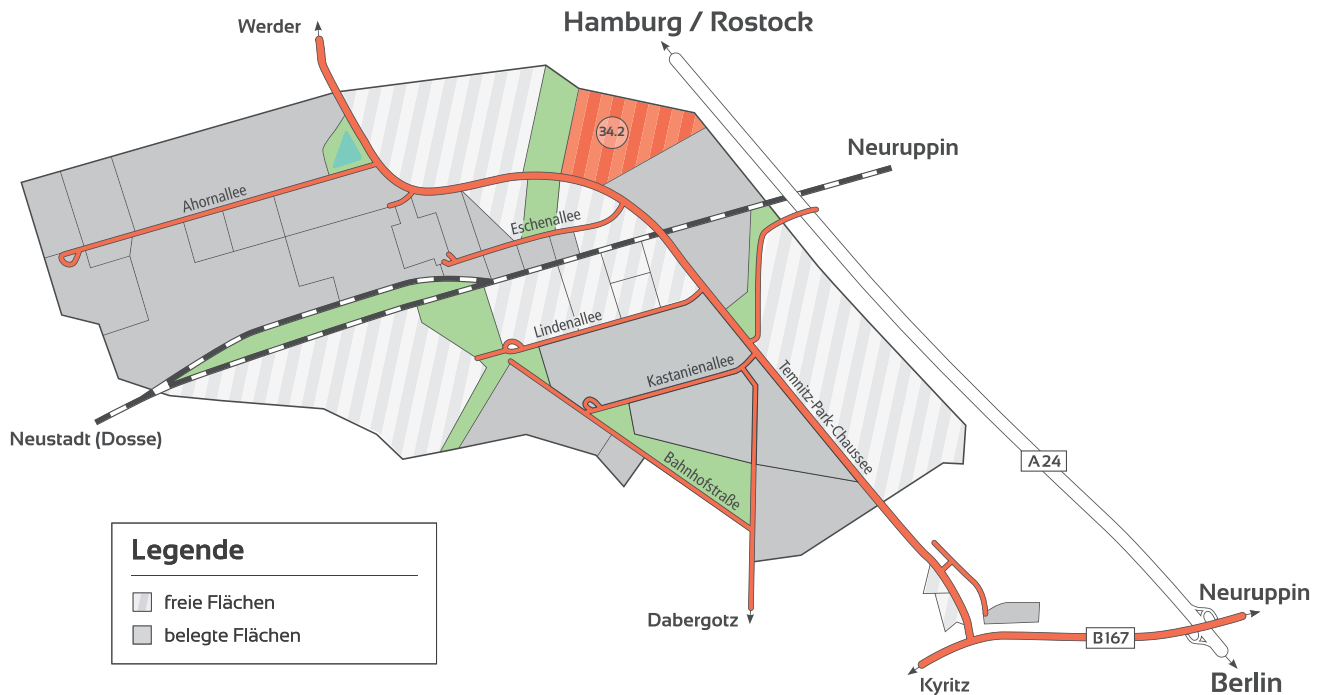 Hamburg / Rostock
Werder
34.2
Neuruppin
Ahornallee
Eschenallee
Lindenallee
Kastanienallee
Temnitz-Park-Chaussee
Neustadt (Dosse)
Bahnhofstraße
A24
Legende
freie Flächen
belegte Flächen
Dabergotz
Neuruppin
B167
Kyritz
Berlin